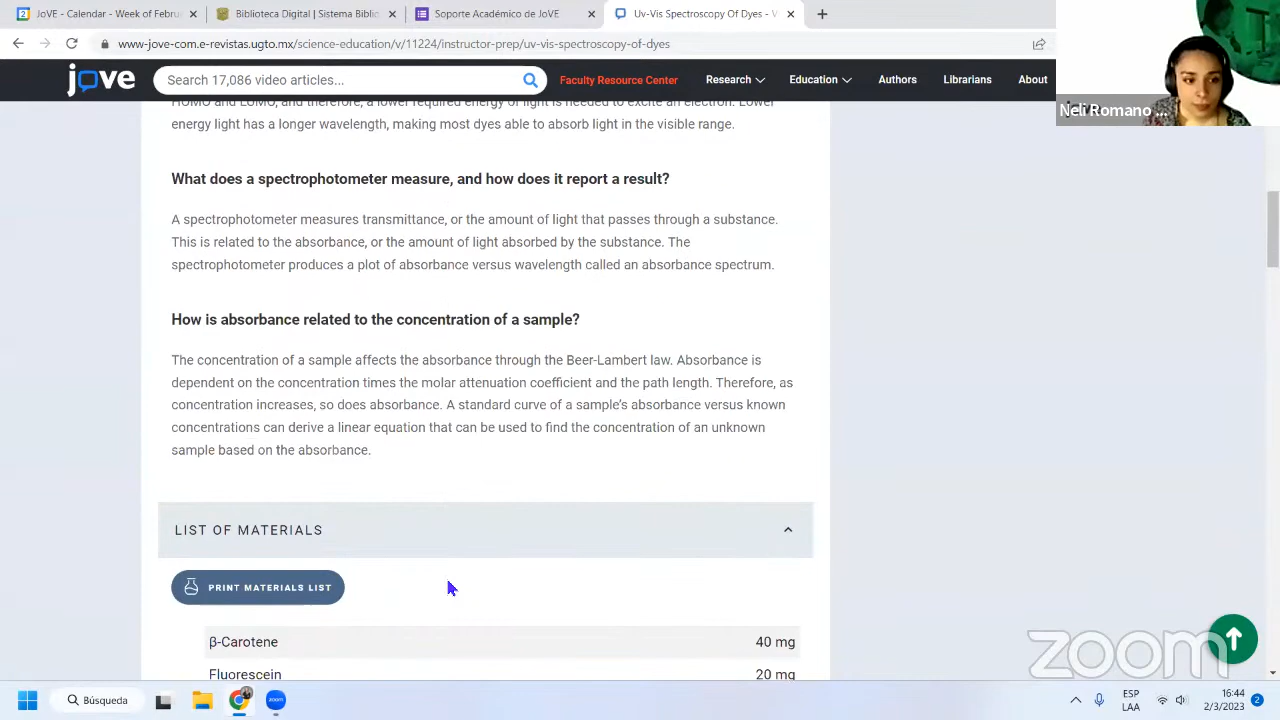 JoVE - Calendar - Week of Febru
Biblioteca Digital | Sistema Biblio
Soporte Académico de JoVE
Uv-Vis Spectroscopy Of Dyes - V
www-jove-com.e-revistas.ugto.mx/science-education/v/11224/instructor-prep/uv-vis-spectroscopy-of-dyes
jove
Search 17,086 video articles...
Faculty Resource Center
Research
Education
Authors
Librarians
About
Neli Romano ...
HOMO and LUMO, and therefore, a lower required energy of light is needed to excite an electron. Lower
energy light has a longer wavelength, making most dyes able to absorb light in the visible range.
What does a spectrophotometer measure, and how does it report a result?
A spectrophotometer measures transmittance, or the amount of light that passes through a substance.
This is related to the absorbance, or the amount of light absorbed by the substance. The
spectrophotometer produces a plot of absorbance versus wavelength called an absorbance spectrum.
How is absorbance related to the concentration of a sample?
The concentration of a sample affects the absorbance through the Beer-Lambert law. Absorbance is
dependent on the concentration times the molar attenuation coefficient and the path length. Therefore, as
concentration increases, so does absorbance. A standard curve of a sample's absorbance versus known
concentrations can derive a linear equation that can be used to find the concentration of an unknown
sample based on the absorbance.
LIST OF MATERIALS
PRINT MATERIALS LIST
β-Carotene 40 mg
Fluorescein 20 mg
zoom
Búsqueda
zoom
ESP
LAA
16:44
2/3/2023
2